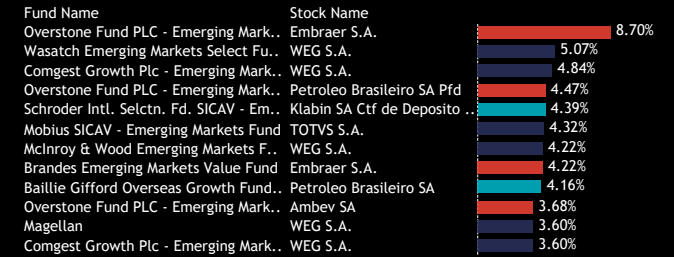 Fund Name Stock Name
Overstone Fund PLC - Emerging Mark.. Embraer S.A. 8.70%
Wasatch Emerging Markets Select Fu.. WEG S.A. 5.07%
Comgest Growth Plc - Emerging Mark.. WEG S.A. 4.84%
Overstone Fund PLC - Emerging Mark.. Petroleo Brasileiro SA Pfd 4.47%
Schroder Intl. Selctn. Fd. SICAV - Em.. Klabin SA Ctf de Deposito .. 4.39%
Mobius SICAV - Emerging Markets Fund TOTVS S.A. 4.32%
McInroy & Wood Emerging Markets F.. WEG S.A. 4.22%
Brandes Emerging Markets Value Fund Embraer S.A. 4.22%
Baillie Gifford Overseas Growth Fund.. Petroleo Brasileiro SA 4.16%
Overstone Fund PLC - Emerging Mark.. Ambev SA 3.68%
Magellan WEG S.A. 3.60%
Comgest Growth Plc - Emerging Mark.. WEG S.A. 3.60%